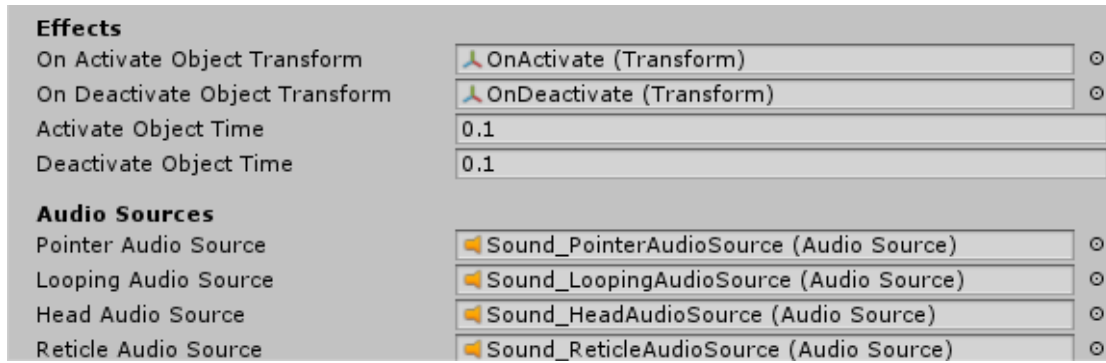 Effects
On Activate Object Transform OnActivate (Transform)
On Deactivate Object Transform OnDeactivate (Transform)
Activate Object Time 0.1
Deactivate Object Time 0.1
Audio Sources
Pointer Audio Source Sound_PointerAudioSource (Audio Source)
Looping Audio Source Sound_LoopingAudioSource (Audio Source)
Head Audio Source Sound_HeadAudioSource (Audio Source)
Reticle Audio Source Sound_ReticleAudioSource (Audio Source)